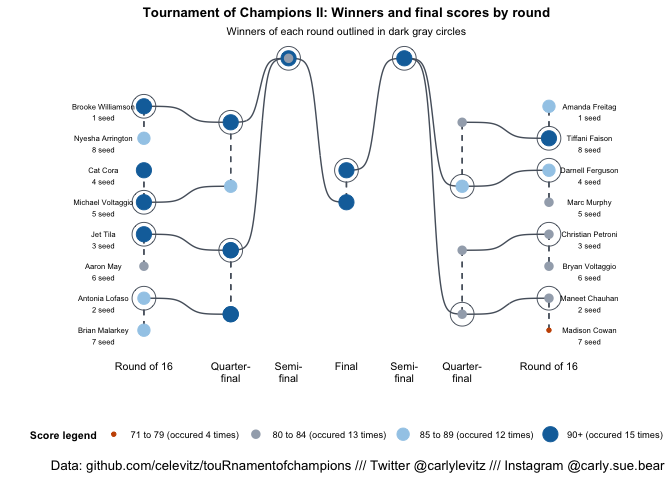 Tournament of Champions II: Winners and final scores by round
Winners of each round outlined in dark gray circles
Brooke Williamson
1 seed
Nyesha Arrington
8 seed
Cat Cora
4 seed
Michael Voltaggio
5 seed
Jet Tila
3 seed
Aaron May
6 seed
Antonia Lofaso
2 seed
Brian Malarkey
7 seed
Amanda Freitag
1 seed
Tiffani Faison
8 seed
Darnell Ferguson
4 seed
Marc Murphy
5 seed
Christian Petroni
3 seed
Bryan Voltaggio
6 seed
Maneet Chauhan
2 seed
Madison Cowan
7 seed
Round of 16
Quarter-
final
Semi-
final
Final
Semi-
final
Quarter-
final
Round of 16
Score legend 71 to 79 (occured 4 times) 80 to 84 (occured 13 times) 85 to 89 (occured 12 times) 90+ (occured 15 times)
Data: github.com/celevitz/touRnamentofchampions /// Twitter @carlylevitz /// Instagram @carly.sue.bear